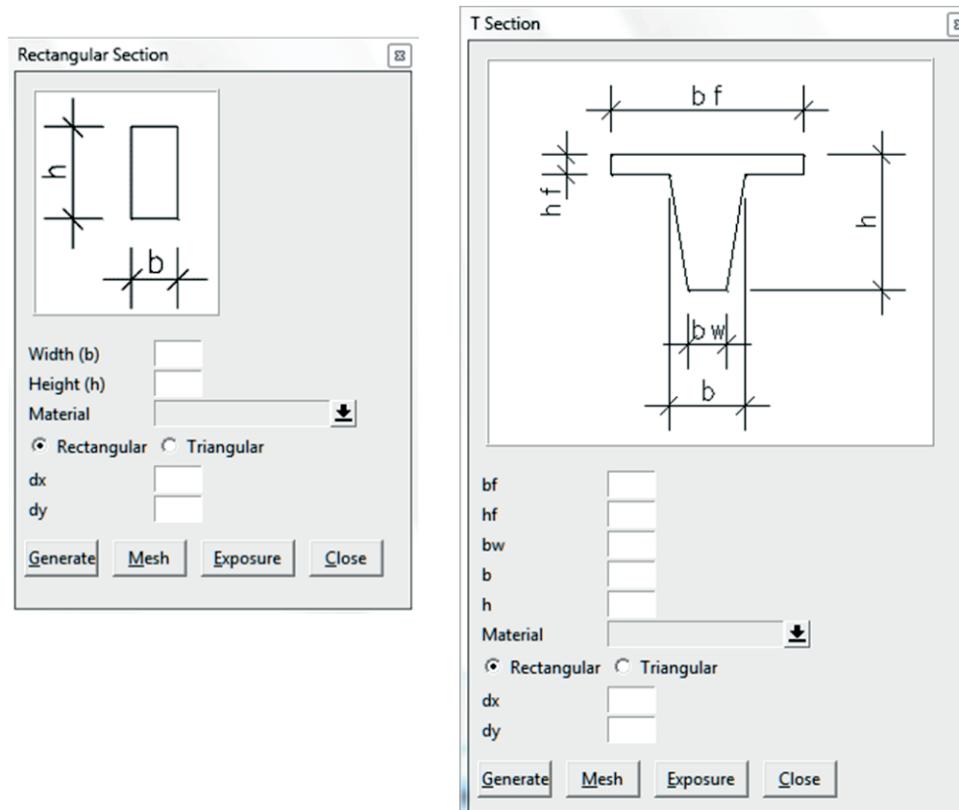 Rectangular Section
h
b
Width (b)
Height (h)
Material
Rectangular Triangular
dx
dy
Generate Mesh Exposure Close
T Section
b f
h f
h
b w
b
bf
hf
bw
b
h
Material
Rectangular Triangular
dx
dy
Generate Mesh Exposure Close